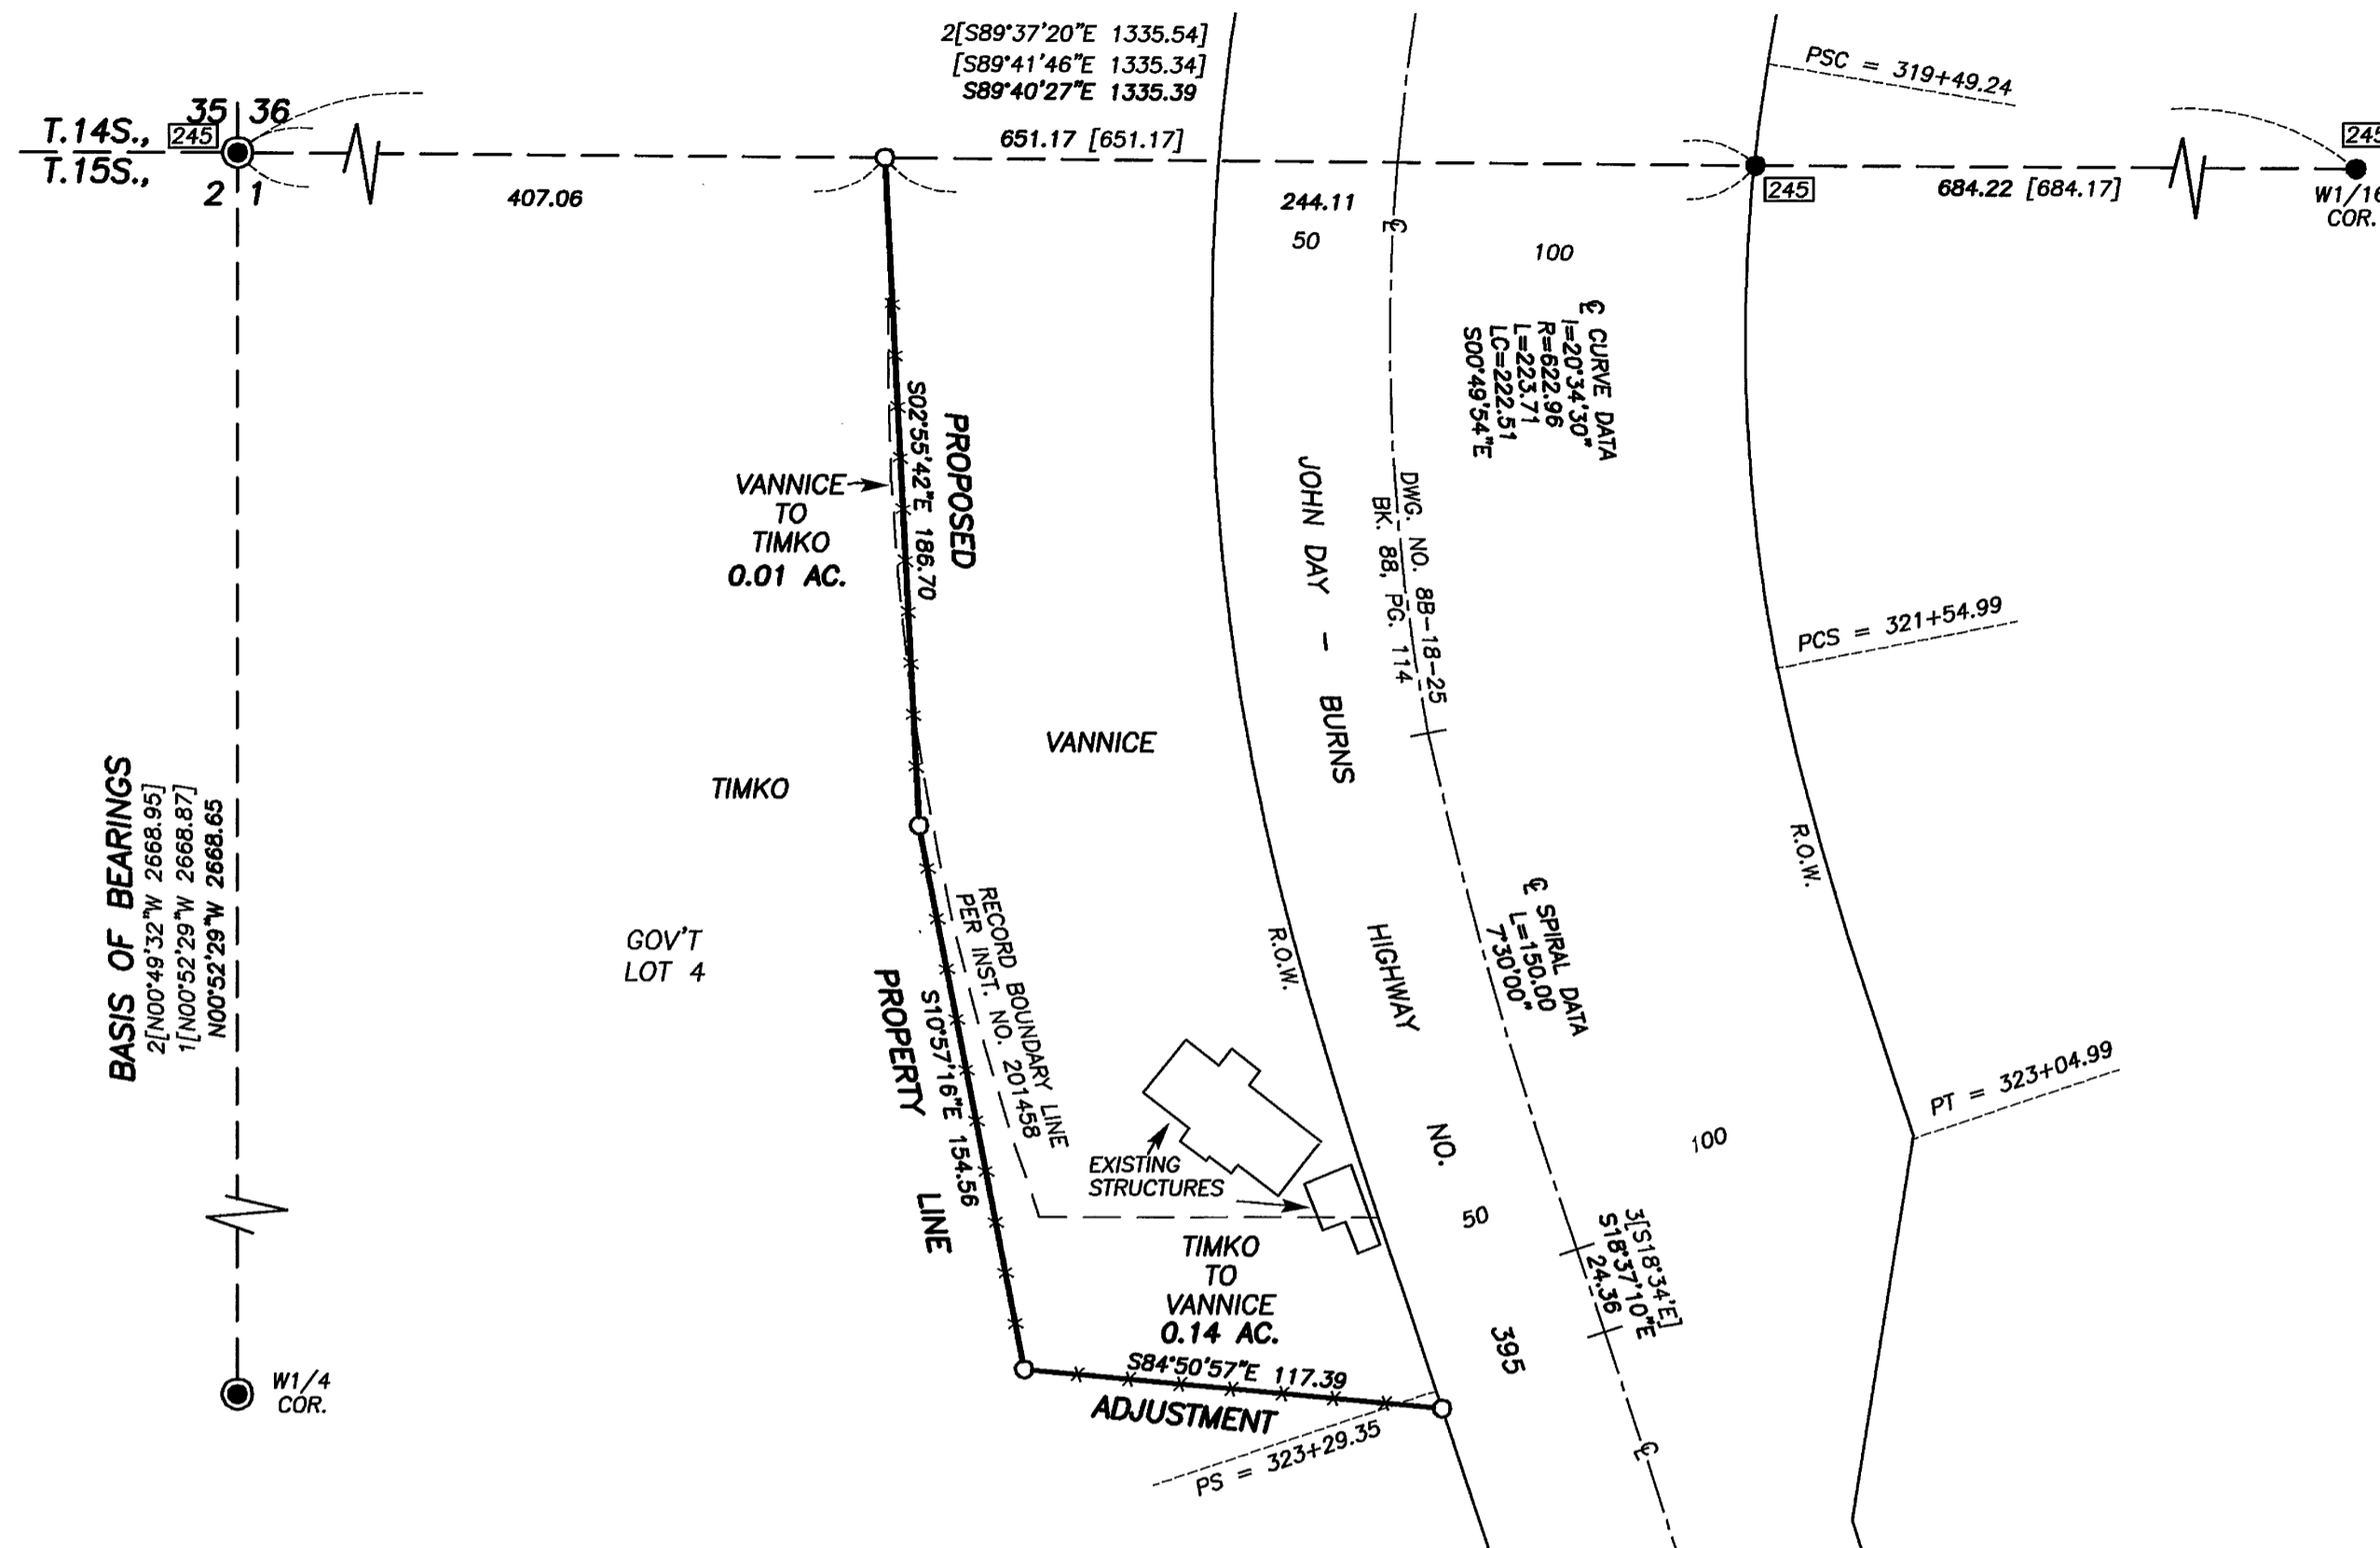 2[S89°37'20"E 1335.54]
[S89°41'46"E 1335.34]
S89°40'27"E 1335.39
651.17 [651.17]
PSC = 319+49.24
35 36
T.14S.,
245
T.15S.,
2 1
407.06
244.11
50
℄
100
245
684.22 [684.17]
245
W1/16
COR.
℄ CURVE DATA
I=20°34'30"
R=622.96
L=223.71
LC=222.51
S00°49'54"E
PROPOSED
S02°55'42"E 186.70
VANNICE
TO
TIMKO
0.01 AC.
JOHN DAY - BURNS
DWG. NO. 8B-18-25
BK. 88, PG. 114
PCS = 321+54.99
VANNICE
TIMKO
BASIS OF BEARINGS
2[N00°49'32"W 2668.95]
1[N00°52'29"W 2668.87]
N00°52'29"W 2668.65
R.O.W.
GOV'T
LOT 4
RECORD BOUNDARY LINE
PER INST. NO. 201458
R.O.W.
HIGHWAY
℄ SPIRAL DATA
L=150.00
7°30'00"
PROPERTY LINE
S10°57'16"E 154.56
PT = 323+04.99
100
NO.
EXISTING
STRUCTURES
50
TIMKO
TO
VANNICE
0.14 AC.
3[S18°34'E]
S18°37'10"E
24.36
395
S84°50'57"E 117.39
ADJUSTMENT
W1/4
COR.
PS = 323+29.35
℄